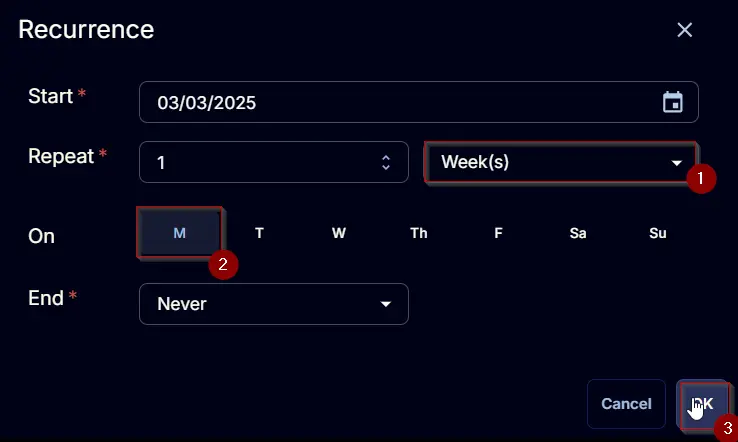 Recurrence
Start *
03/03/2025
Repeat *
1
Week(s)
1
On
M
T
W
Th
F
Sa
Su
2
End *
Never
Cancel
OK
3